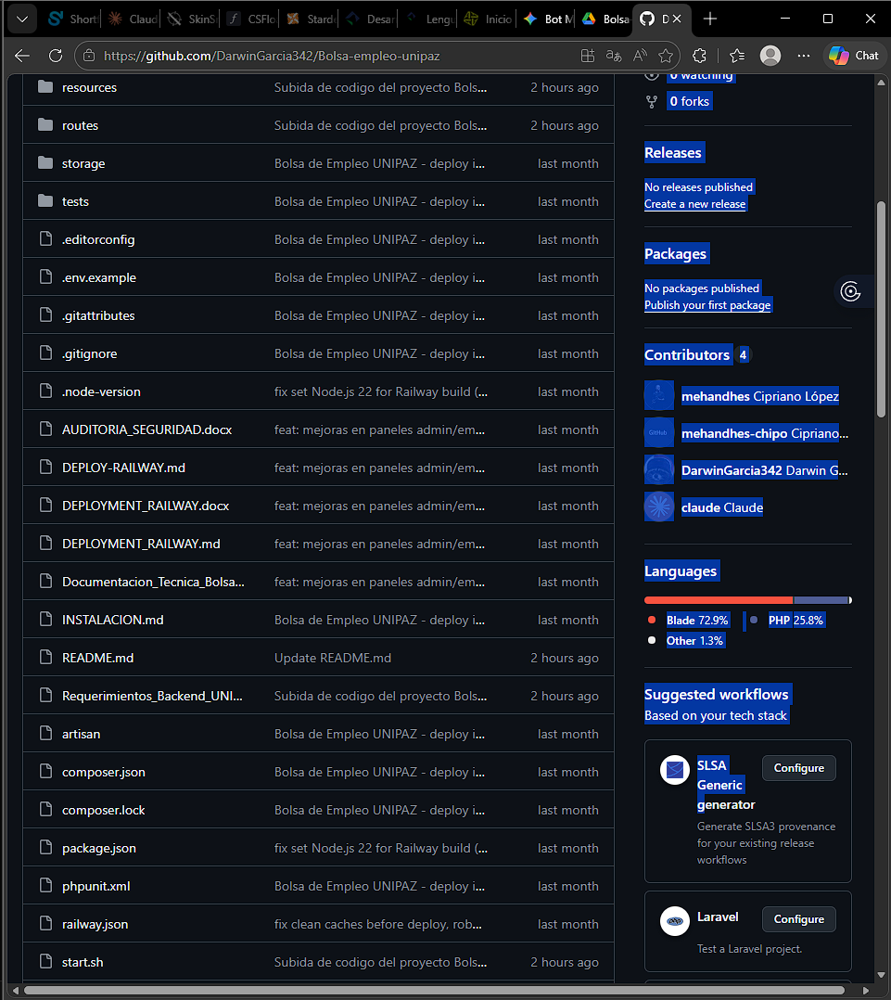 Short
Claud
SkinS
CSFlo
Starde
Desar
Lengu
Inicio
Bot M
Bolsa
D
https://github.com/DarwinGarcia342/Bolsa-empleo-unipaz
Chat
resources Subida de codigo del proyecto Bols... 2 hours ago
routes Subida de codigo del proyecto Bols... 2 hours ago
storage Bolsa de Empleo UNIPAZ - deploy i... last month
tests Bolsa de Empleo UNIPAZ - deploy i... last month
.editorconfig Bolsa de Empleo UNIPAZ - deploy i... last month
.env.example Bolsa de Empleo UNIPAZ - deploy i... last month
.gitattributes Bolsa de Empleo UNIPAZ - deploy i... last month
.gitignore Bolsa de Empleo UNIPAZ - deploy i... last month
.node-version fix set Node.js 22 for Railway build (... last month
AUDITORIA_SEGURIDAD.docx feat: mejoras en paneles admin/em... last month
DEPLOY-RAILWAY.md feat: mejoras en paneles admin/em... last month
DEPLOYMENT_RAILWAY.docx feat: mejoras en paneles admin/em... last month
DEPLOYMENT_RAILWAY.md feat: mejoras en paneles admin/em... last month
Documentacion_Tecnica_Bolsa... feat: mejoras en paneles admin/em... last month
INSTALACION.md Bolsa de Empleo UNIPAZ - deploy i... last month
README.md Update README.md 2 hours ago
Requerimientos_Backend_UNI... Subida de codigo del proyecto Bols... 2 hours ago
artisan Bolsa de Empleo UNIPAZ - deploy i... last month
composer.json Bolsa de Empleo UNIPAZ - deploy i... last month
composer.lock Bolsa de Empleo UNIPAZ - deploy i... last month
package.json fix set Node.js 22 for Railway build (... last month
phpunit.xml Bolsa de Empleo UNIPAZ - deploy i... last month
railway.json fix clean caches before deploy, rob... last month
start.sh Subida de codigo del proyecto Bols... 2 hours ago
0 watching
0 forks
Releases
No releases published
Create a new release
Packages
No packages published
Publish your first package
Contributors 4
mehandhes Cipriano López
GitHub
mehandhes-chipo Cipriano...
DarwinGarcia342 Darwin G...
claude Claude
Languages
Blade 72.9% PHP 25.8%
Other 1.3%
Suggested workflows
Based on your tech stack
SLSA
Generic
generator
Configure
Generate SLSA3 provenance
for your existing release
workflows
Laravel
Configure
Test a Laravel project.